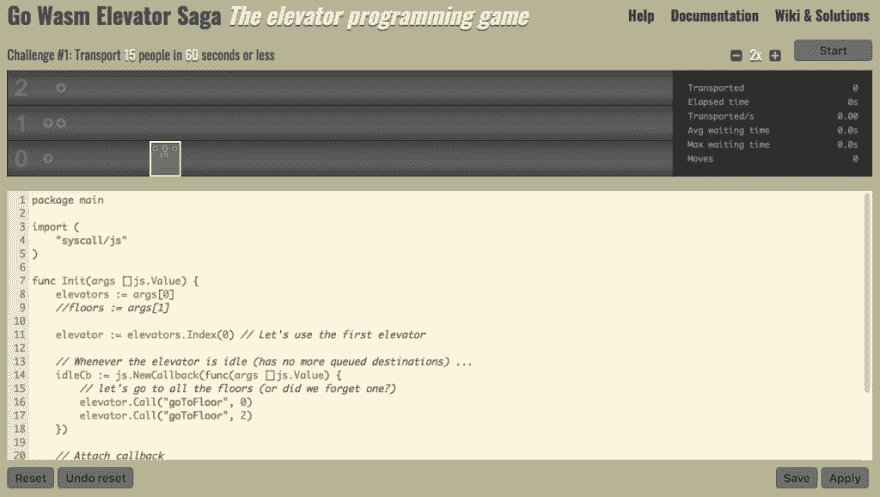 Go Wasm Elevator Saga The elevator programming game
Help Documentation Wiki & Solutions
Challenge #1: Transport 15 people in 60 seconds or less
2x
Start
2
1
0
Transported 0
Elapsed time 0s
Transported/s 0.00
Avg waiting time 0.0s
Max waiting time 0.0s
Moves 0
1 package main
2
3 import (
4     "syscall/js"
5 )
6
7 func Init(args []js.Value) {
8     elevators := args[0]
9     //floors := args[1]
10
11     elevator := elevators.Index(0) // Let's use the first elevator
12
13     // Whenever the elevator is idle (has no more queued destinations) ...
14     idleCb := js.NewCallback(func(args []js.Value) {
15         // let's go to all the floors (or did we forget one?)
16         elevator.Call("goToFloor", 0)
17         elevator.Call("goToFloor", 2)
18     })
19
20     // Attach callback
Reset Undo reset Save Apply